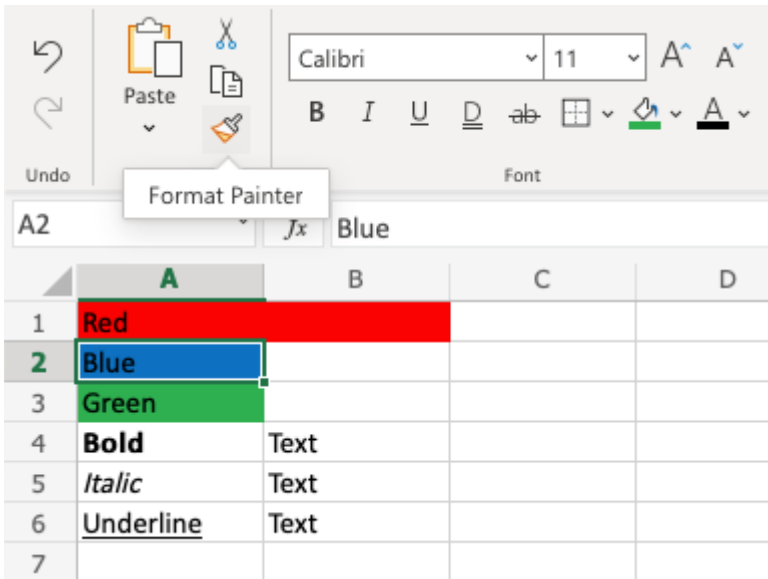 Calibri 11 A A
Paste
B I U D ab A
Undo Font
Format Painter
A2 fx Blue
A B C D
1 Red
2 Blue
3 Green
4 Bold Text
5 Italic Text
6 Underline Text
7